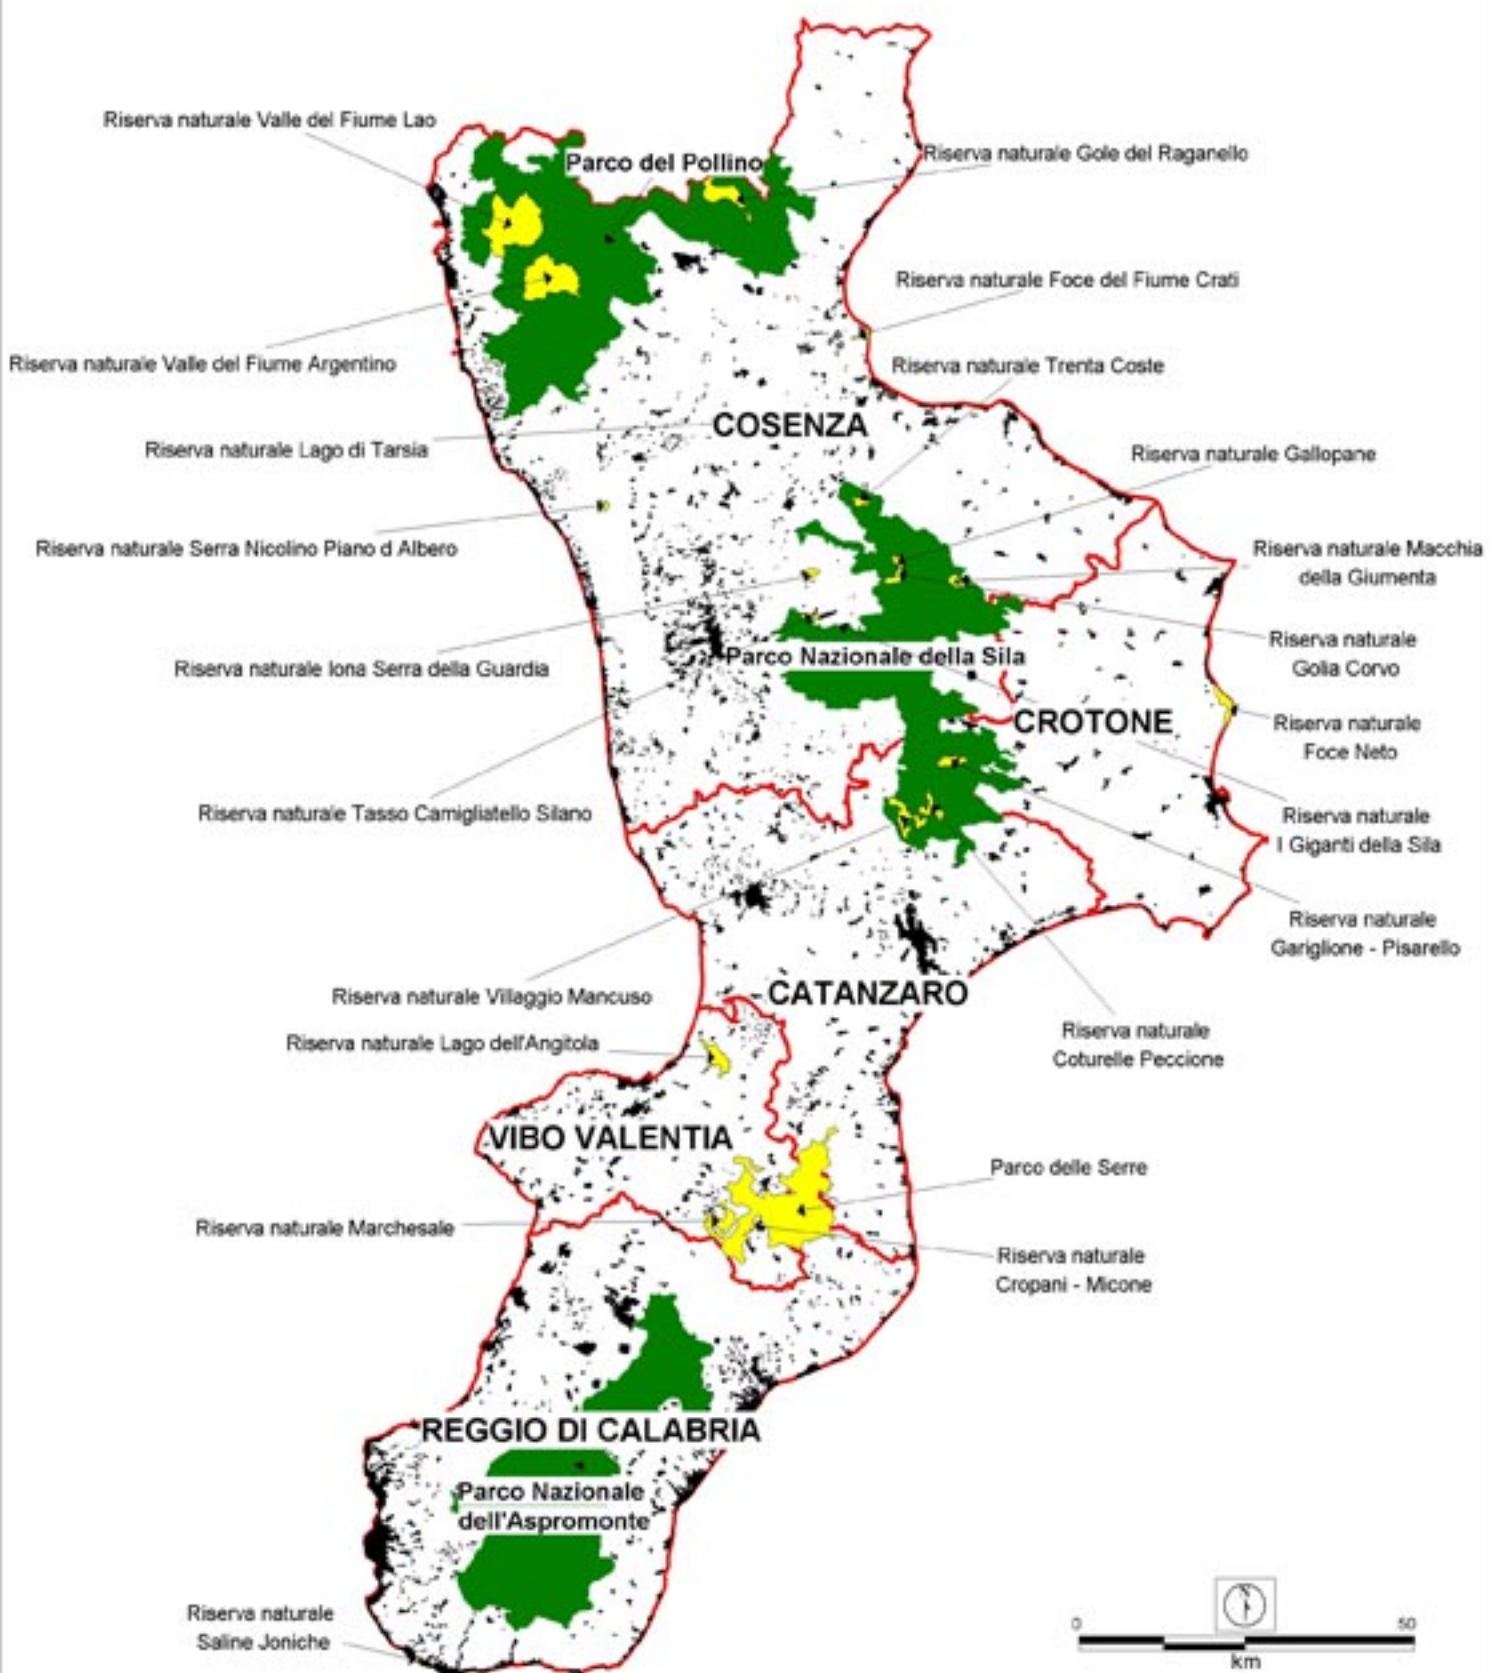 Riserva naturale Valle del Fiume Lao
Parco del Pollino
Riserva naturale Gole del Raganello
Riserva naturale Foce del Fiume Crati
Riserva naturale Valle del Fiume Argentino
Riserva naturale Trenta Coste
COSENZA
Riserva naturale Lago di Tarsia
Riserva naturale Gallopane
Riserva naturale Serra Nicolino Piano d Albero
Riserva naturale Macchia
della Giumenta
Riserva naturale Iona Serra della Guardia
Parco Nazionale della Sila
Riserva naturale
Golia Corvo
CROTONE
Riserva naturale
Foce Neto
Riserva naturale Tasso Camigliatello Silano
Riserva naturale
I Giganti della Sila
Riserva naturale
Gariglione - Pisarello
Riserva naturale Villaggio Mancuso
CATANZARO
Riserva naturale
Coturelle Peccione
Riserva naturale Lago dell'Angitola
VIBO VALENTIA
Parco delle Serre
Riserva naturale Marchesale
Riserva naturale
Cropani - Micone
REGGIO DI CALABRIA
Parco Nazionale
dell'Aspromonte
Riserva naturale
Saline Joniche
N
0 50
km